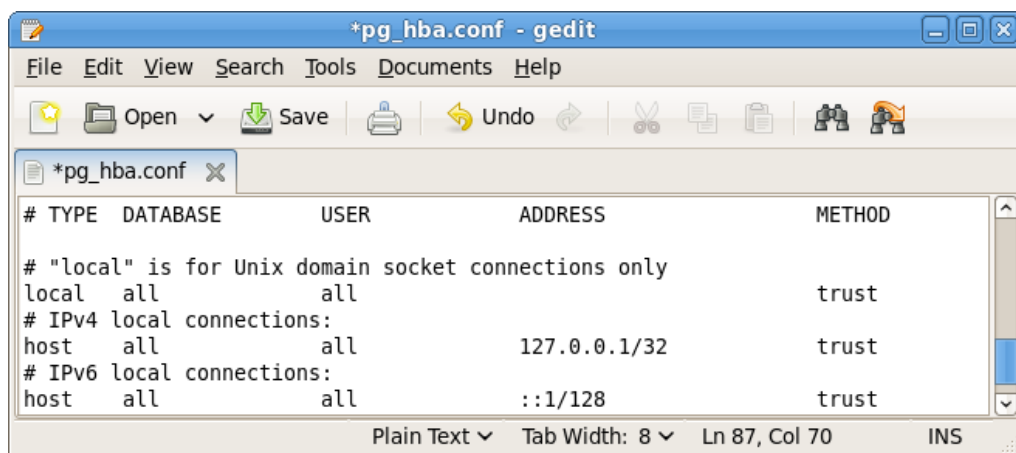 *pg_hba.conf - gedit
File Edit View Search Tools Documents Help
Open Save Undo
*pg_hba.conf
# TYPE  DATABASE        USER            ADDRESS                 METHOD
# "local" is for Unix domain socket connections only
local   all             all                                     trust
# IPv4 local connections:
host    all             all             127.0.0.1/32            trust
# IPv6 local connections:
host    all             all             ::1/128                 trust
Plain Text Tab Width: 8 Ln 87, Col 70 INS